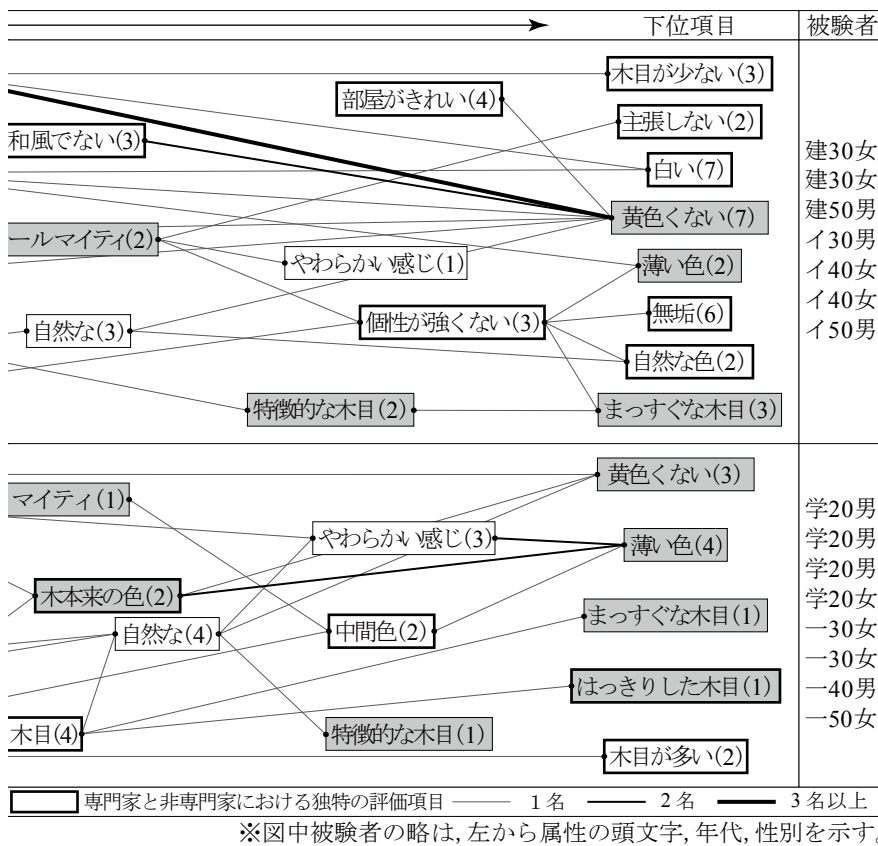 下位項目
被験者
木目が少ない(3)
部屋がきれい(4)
主張しない(2)
和風でない(3)
白い(7)
黄色くない(7)
ールマイティ(2)
やわらかい感じ(1)
薄い色(2)
無垢(6)
自然な(3)
個性が強くない(3)
自然な色(2)
特徴的な木目(2)
まっすぐな木目(3)
建30女
建30女
建50男
イ30男
イ40女
イ40女
イ50男
黄色くない(3)
マイティ(1)
やわらかい感じ(3)
薄い色(4)
木本来の色(2)
まっすぐな木目(1)
自然な(4)
中間色(2)
はっきりした木目(1)
木目(4)
特徴的な木目(1)
木目が多い(2)
学20男
学20男
学20男
学20女
一30女
一30女
一40男
一50女
専門家と非専門家における独特の評価項目 1名 2名 3名以上
※図中被験者の略は,左から属性の頭文字,年代,性別を示す。